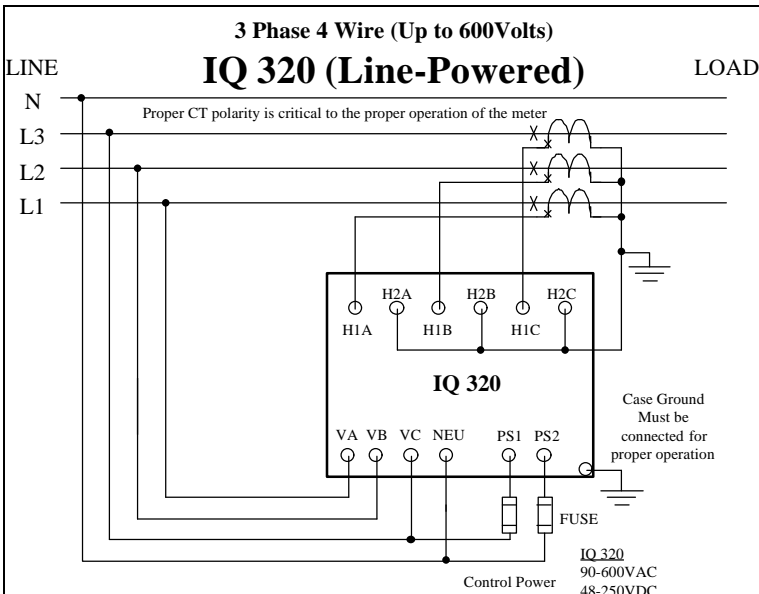 3 Phase 4 Wire (Up to 600Volts)
IQ 320 (Line-Powered)
LINE
LOAD
N
Proper CT polarity is critical to the proper operation of the meter
L3
L2
L1
H2A
H2B
H2C
H1A
H1B
H1C
IQ 320
Case Ground
Must be
connected for
proper operation
VA
VB
VC
NEU
PS1
PS2
FUSE
Control Power
IQ 320
90-600VAC
48-250VDC